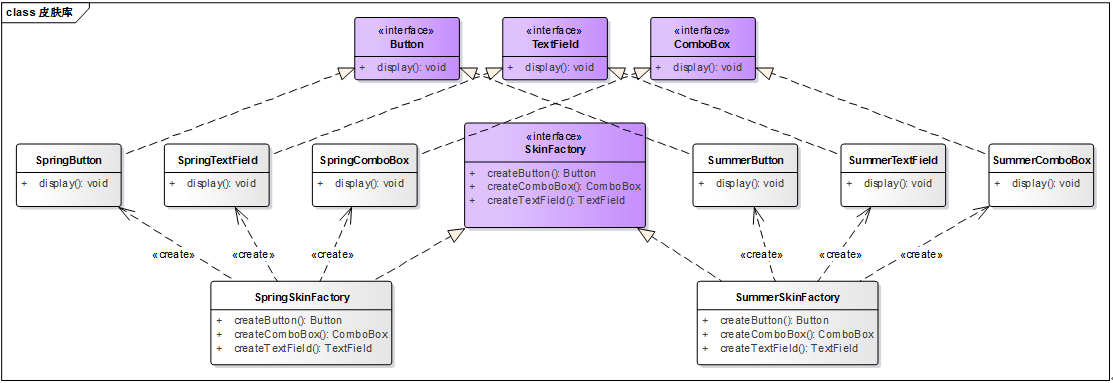 class 皮肤库
«interface»
Button
+ display(): void
«interface»
TextField
+ display(): void
«interface»
ComboBox
+ display(): void
SpringButton
+ display(): void
SpringTextField
+ display(): void
SpringComboBox
+ display(): void
«interface»
SkinFactory
+ createButton(): Button
+ createComboBox(): ComboBox
+ createTextField(): TextField
SummerButton
+ display(): void
SummerTextField
+ display(): void
SummerComboBox
+ display(): void
«create»
«create»
«create»
«create»
«create»
«create»
SpringSkinFactory
+ createButton(): Button
+ createComboBox(): ComboBox
+ createTextField(): TextField
SummerSkinFactory
+ createButton(): Button
+ createComboBox(): ComboBox
+ createTextField(): TextField